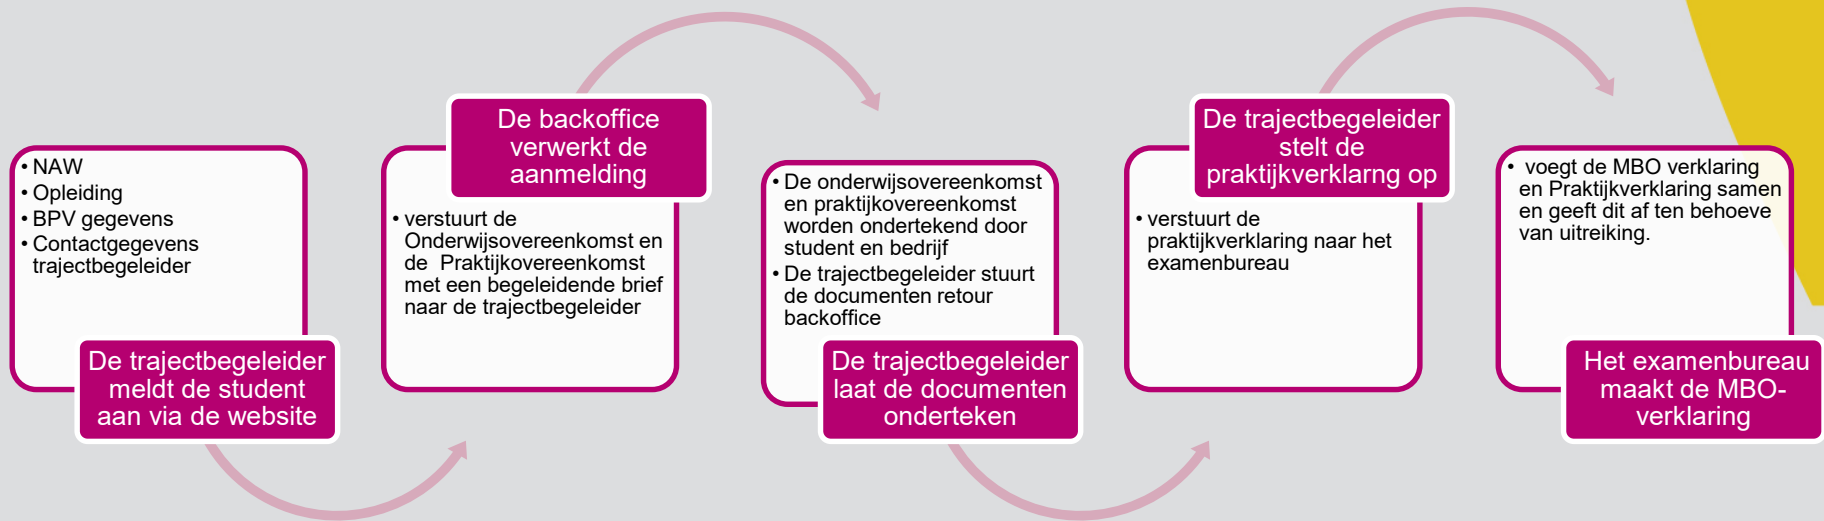 • NAW
• Opleiding
• BPV gegevens
• Contactgegevens
trajectbegeleider
De trajectbegeleider
meldt de student
aan via de website
De backoffice
verwerkt de
aanmelding
• verstuurt de
Onderwijsovereenkomst en
de Praktijkovereenkomst
met een begeleidende brief
naar de trajectbegeleider
• De onderwijsovereenkomst
en praktijkovereenkomst
worden ondertekend door
student en bedrijf
• De trajectbegeleider stuurt
de documenten retour
backoffice
De trajectbegeleider
laat de documenten
onderteken
De trajectbegeleider
stelt de
praktijkverklarng op
• verstuurt de
praktijkverklaring naar het
examenbureau
• voegt de MBO verklaring
en Praktijkverklaring samen
en geeft dit af ten behoeve
van uitreiking.
Het examenbureau
maakt de MBO-
verklaring